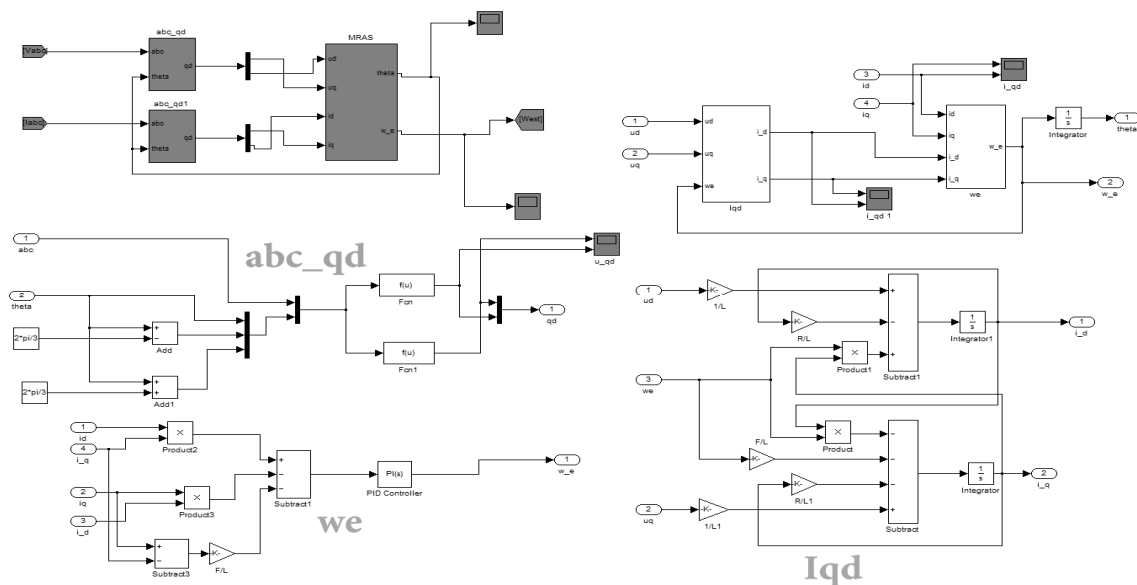 abc_qd
MRAS
[Vabc]
abc
theta
qd
ud
uq
theta
abc_qd1
[Iabc]
abc
theta
qd
id
iq
w_e
[West]
3
id
4
iq
i_qd
1
ud
2
uq
ud
uq
we
i_d
i_q
Iqd
i_qd 1
id
iq
i_d
i_q
w_e
we
1
s
Integrator
1
theta
2
w_e
1
abc
abc_qd
2
theta
2*pi/3
+
-
Add
2*pi/3
+
+
Add1
f(u)
Fcn
f(u)
Fcn1
u_qd
1
qd
1
id
4
i_q
×
Product2
2
iq
3
i_d
×
Product3
+
-
Subtract3
-K-
F/L
+
-
-
Subtract1
PI(s)
PID Controller
1
w_e
we
1
ud
-K-
1/L
-K-
R/L
×
Product1
+
-
+
Subtract1
1
s
Integrator1
1
i_d
3
we
×
Product
F/L
-K-
-K-
R/L1
2
uq
-K-
1/L1
-
-
-
+
Subtract
1
s
Integrator
2
i_q
Iqd